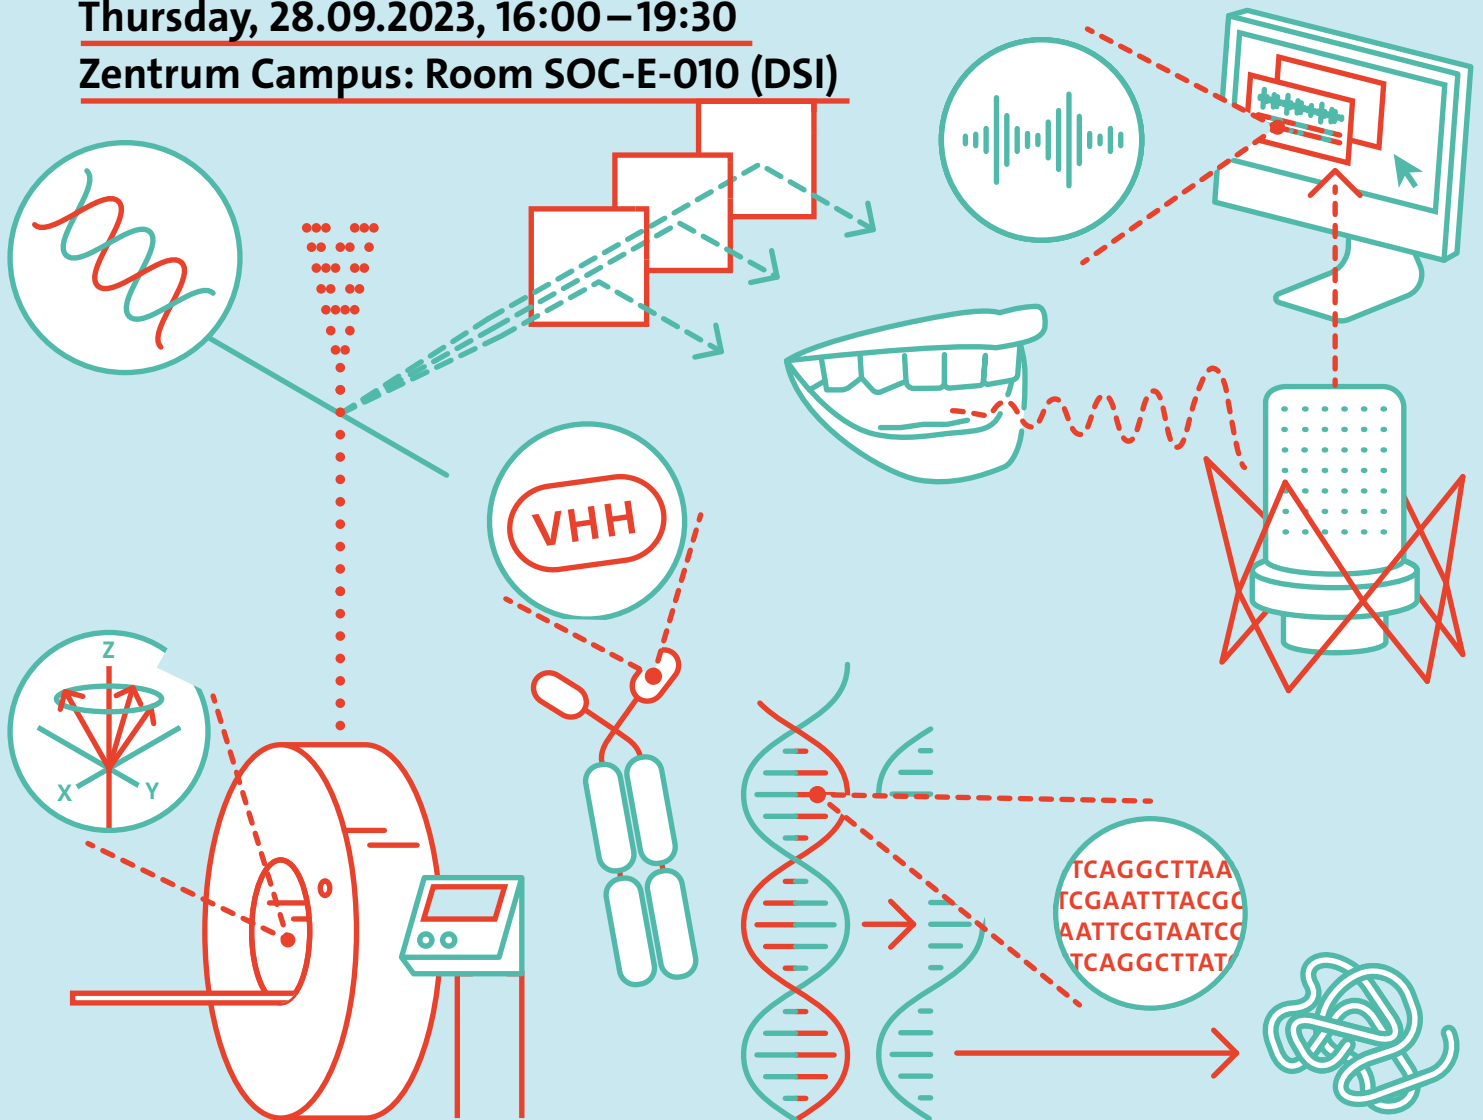 Thursday, 28.09.2023, 16:00–19:30
Zentrum Campus: Room SOC-E-010 (DSI)
VHH
Z
X
Y
TCAGGCTTAA
TCGAATTTACGC
AATTCGTAATCC
TCAGGCTTAT